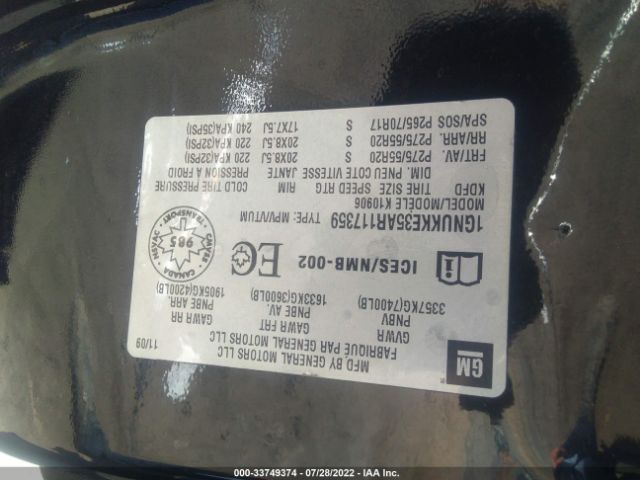 GM
MFD BY GENERAL MOTORS LLC
FABRIQUE PAR GENERAL MOTORS LLC
11/09
GVWR GAWR FRT GAWR RR
PNBV PNBE AV. PNBE ARR.
3357KG(7400LB) 1633KG(3600LB) 1905KG(4200LB)
i ICES/NMB-002 EC
CANTAB. TRANSPORT NSVAC
985
CANADA
1GNUKKE35AR117359 TYPE: MPV/VTUM
MODEL/MODELE K10906
KDFD TIRE SIZE SPEED RTG RIM COLD TIRE PRESSURE
DIM. PNEU COTE VITESSE JANTE PRESSION A FROID
FRT/AV. P275/55R20 S 20X8.5J 220 KPA(32PSI)
RR/ARR. P275/55R20 S 20X8.5J 220 KPA(32PSI)
SPA/SOS P265/70R17 S 17X7.5J 240 KPA(35PSI)
000-33749374 / 07/28/2022 - IAA Inc.